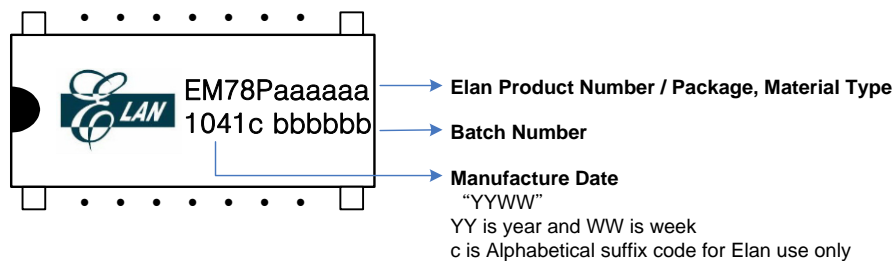 ELAN
EM78Paaaaaa
1041c bbbbbb
Elan Product Number / Package, Material Type
Batch Number
Manufacture Date
“YYWW”
YY is year and WW is week
c is Alphabetical suffix code for Elan use only